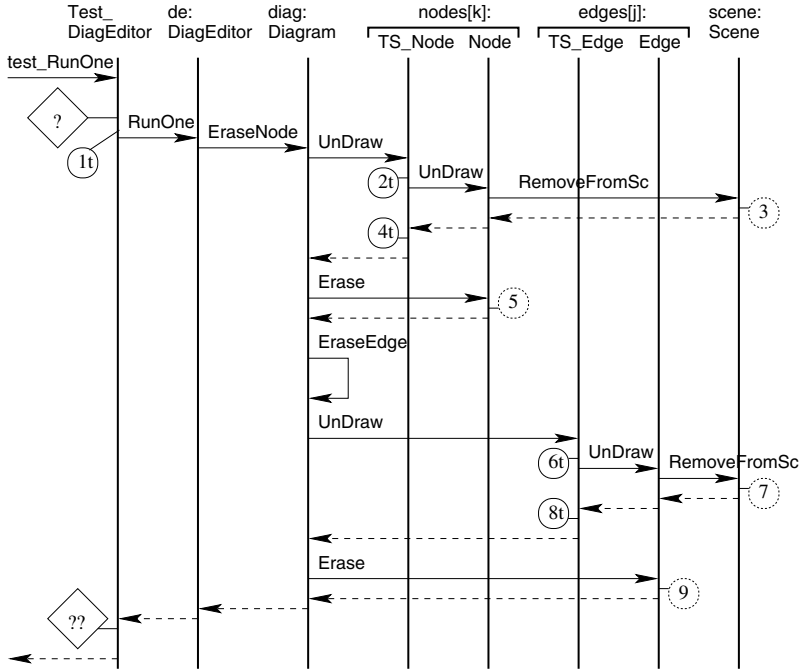 Test_
DiagEditor
de:
DiagEditor
diag:
Diagram
nodes[k]:
TS_Node Node
edges[j]:
TS_Edge Edge
scene:
Scene
test_RunOne
?
RunOne
1t
EraseNode
UnDraw
2t
UnDraw
RemoveFromSc
3
4t
Erase
5
EraseEdge
UnDraw
6t
UnDraw
RemoveFromSc
7
8t
Erase
9
??